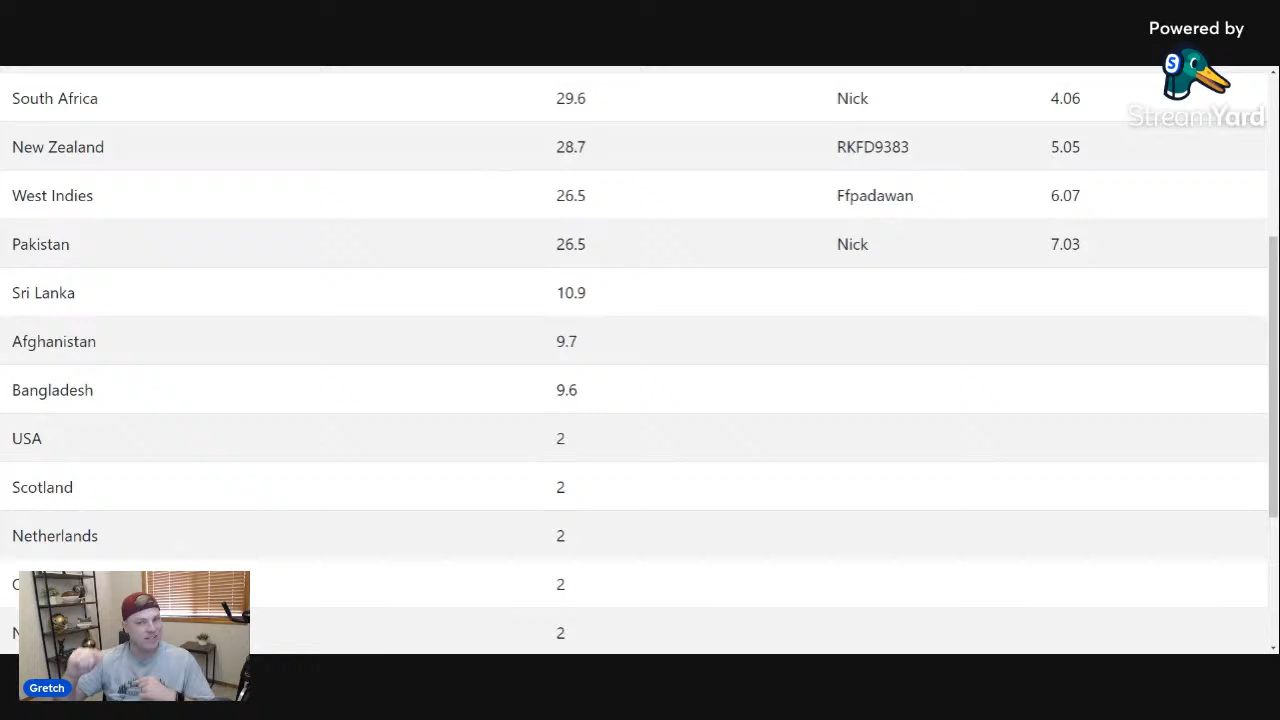 Powered by
S
StreamYard
South Africa 29.6 Nick 4.06
New Zealand 28.7 RKFD9383 5.05
West Indies 26.5 Ffpadawan 6.07
Pakistan 26.5 Nick 7.03
Sri Lanka 10.9
Afghanistan 9.7
Bangladesh 9.6
USA 2
Scotland 2
Netherlands 2
2
2
Gretch